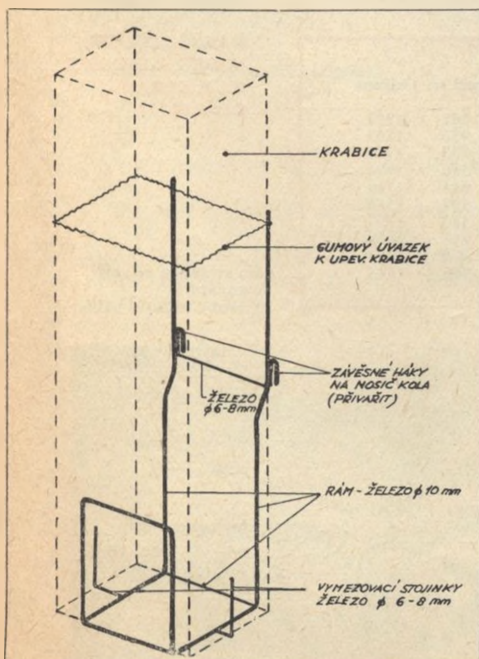 KRABICE
GUMOVÝ ÚVAZEK
K UPEV. KRABICE
ZÁVĚSNÉ HÁKY
NA NOSIČ KOLA
(PŘIVAŘIT)
ŽELEZO
ϕ 6-8mm
RÁM - ŽELEZO ϕ 10 mm
VYMEZOVACÍ STOJINKY
ŽELEZO ϕ 6-8 mm